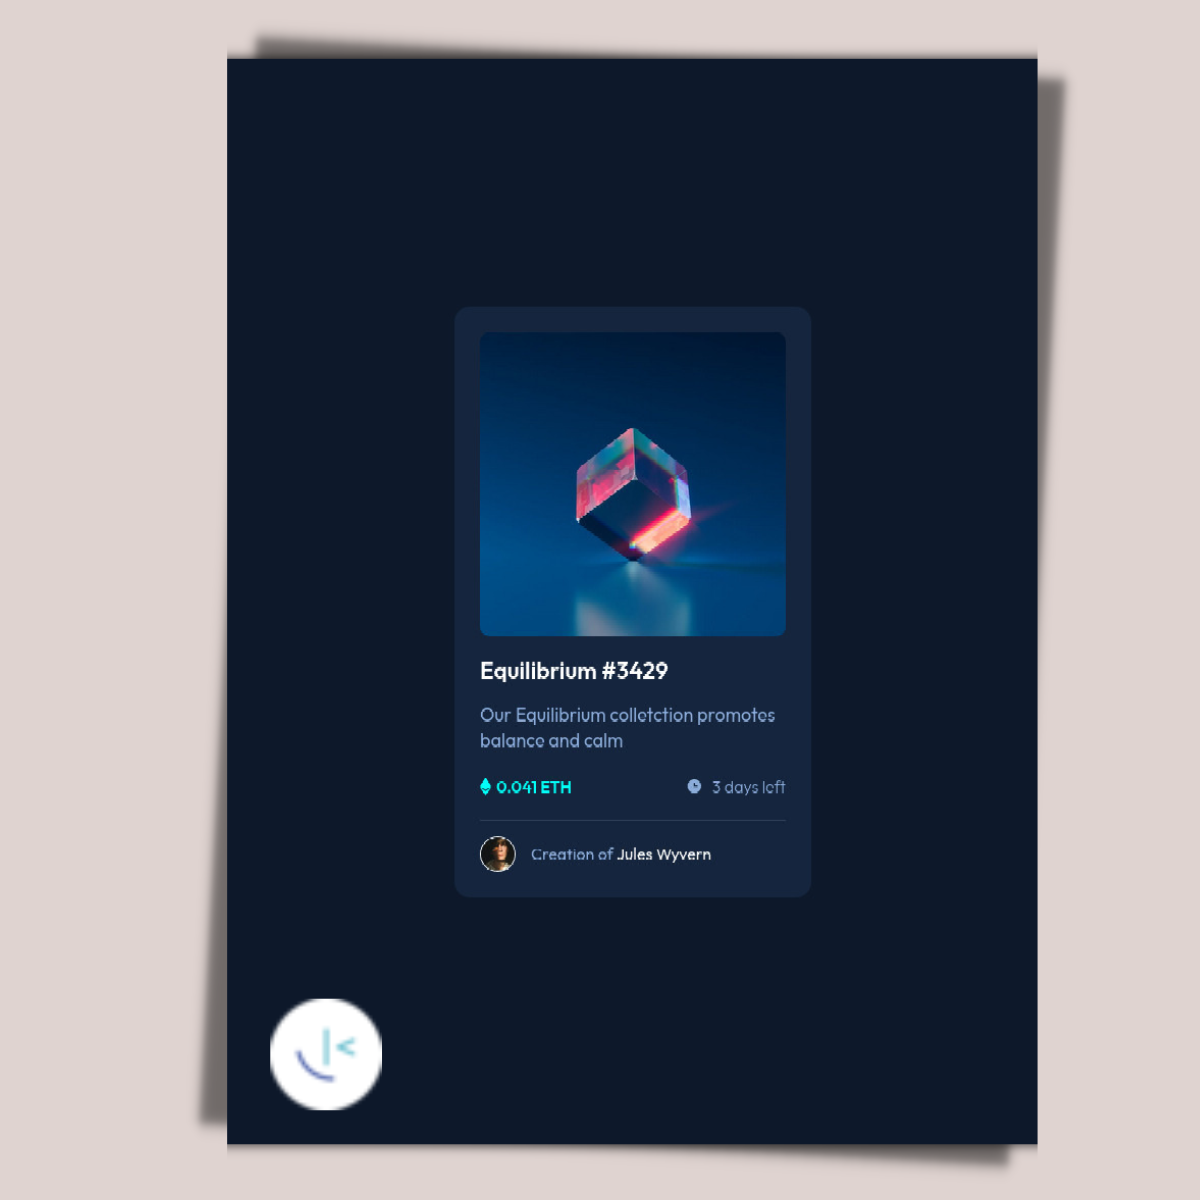 Equilibrium #3429
Our Equilibrium colletction promotes
balance and calm
0.041 ETH
3 days left
Creation of Jules Wyvern